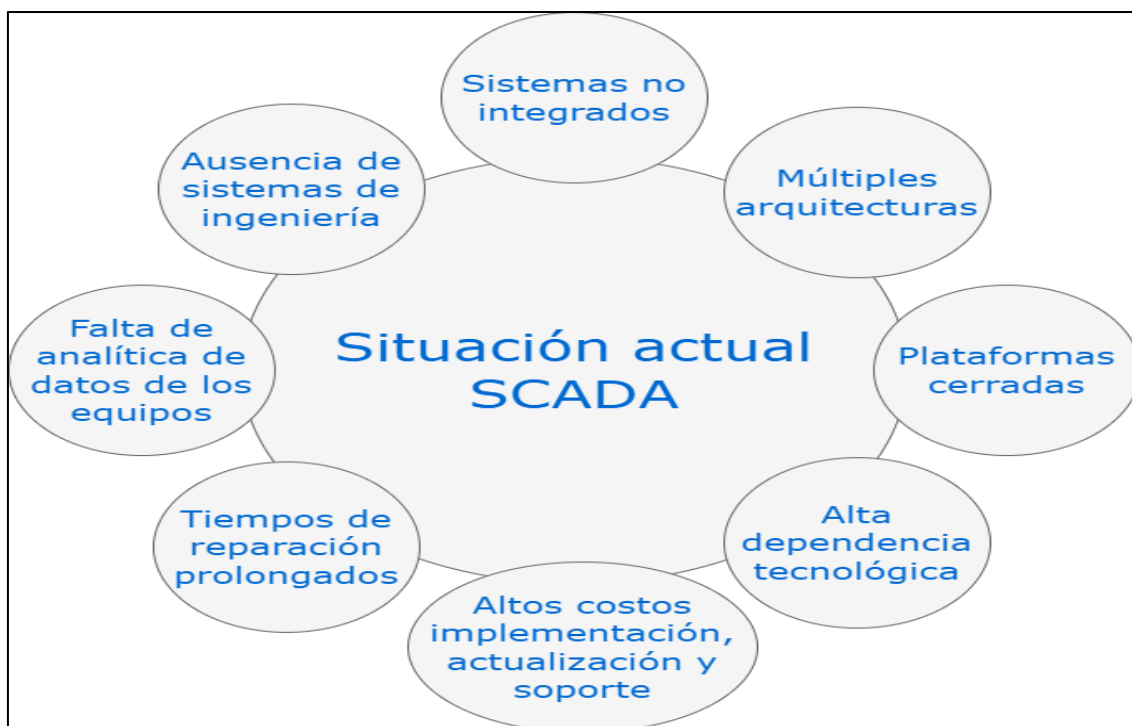 Sistemas no
integrados
Múltiples
arquitecturas
Plataformas
cerradas
Alta
dependencia
tecnológica
Altos costos
implementación,
actualización y
soporte
Tiempos de
reparación
prolongados
Falta de
analítica de
datos de los
equipos
Ausencia de
sistemas de
ingeniería
Situación actual
SCADA